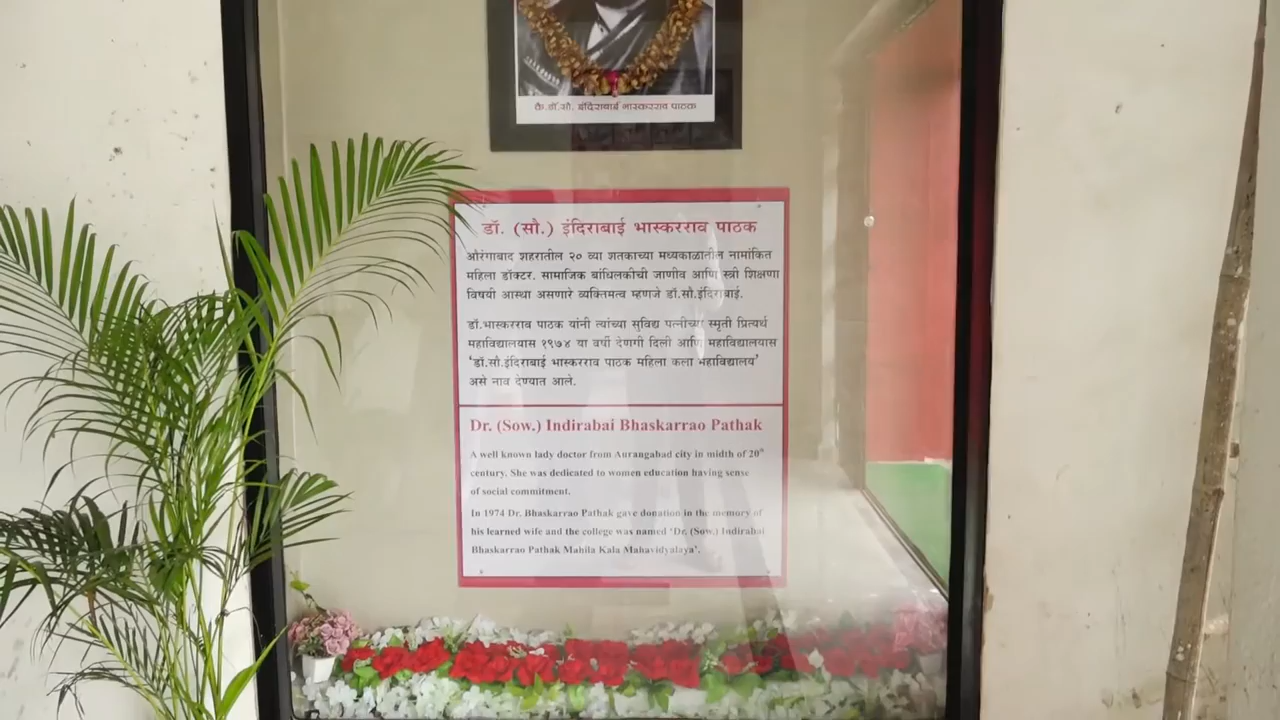 कै.डॉ.सौ. इंदिराबाई भास्करराव पाठक
डॉ. (सौ.) इंदिराबाई भास्करराव पाठक
औरंगाबाद शहरातील २० व्या शतकाच्या मध्यकाळातील नामांकित
महिला डॉक्टर. सामाजिक बांधिलकीची जाणीव आणि स्त्री शिक्षणा
विषयी आस्था असणारे व्यक्तिमत्व म्हणजे डॉ.सौ.इंदिराबाई.
डॉ.भास्करराव पाठक यांनी त्यांच्या सुविद्य पत्नीच्या स्मृती प्रित्यर्थ
महाविद्यालयास १९७४ या वर्षी देणगी दिली आणि महाविद्यालयास
'डॉ.सौ.इंदिराबाई भास्करराव पाठक महिला कला महाविद्यालय'
असे नाव देण्यात आले.
Dr. (Sow.) Indirabai Bhaskarrao Pathak
A well known lady doctor from Aurangabad city in midth of 20th
century. She was dedicated to women education having sense
of social commitment.
In 1974 Dr. Bhaskarrao Pathak gave donation in the memory of
his learned wife and the college was named 'Dr. (Sow.) Indirabai
Bhaskarrao Pathak Mahila Kala Mahavidyalaya'.